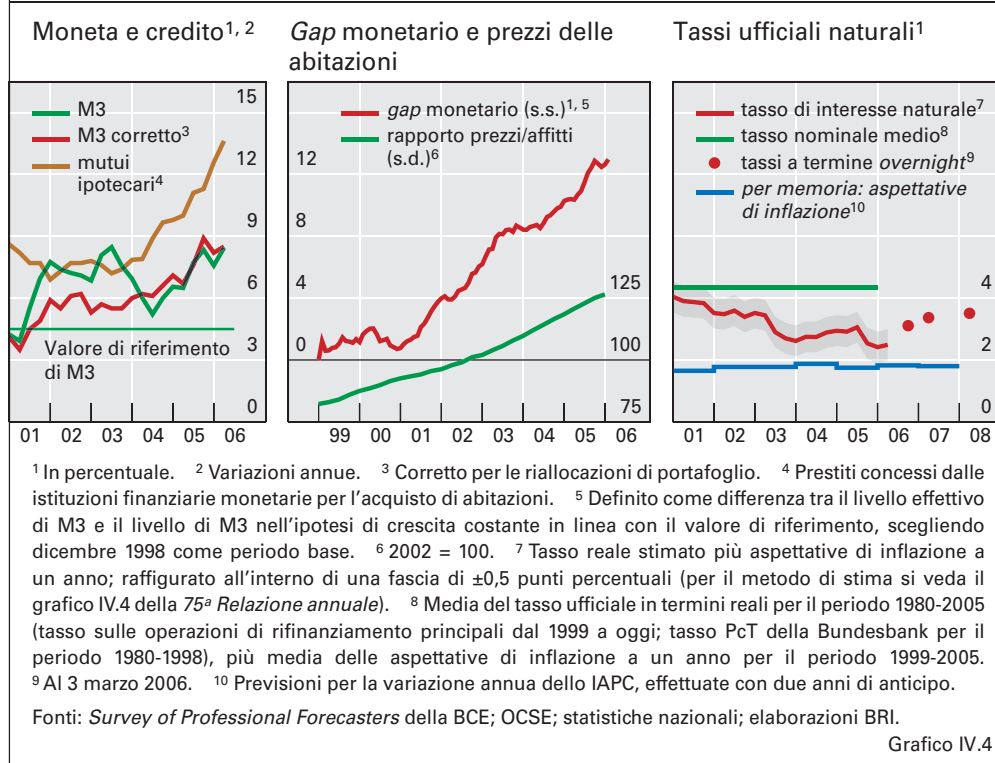 Moneta e credito1, 2
Gap monetario e prezzi delle
abitazioni
Tassi ufficiali naturali1
M3
M3 corretto3
mutui
ipotecari4
15
12
9
6
3
0
Valore di riferimento
di M3
01 02 03 04 05 06
gap monetario (s.s.)1, 5
rapporto prezzi/affitti
(s.d.)6
12
8
4
0
125
100
75
99 00 01 02 03 04 05 06
tasso di interesse naturale7
tasso nominale medio8
tassi a termine overnight9
per memoria: aspettative
di inflazione10
4
2
0
01 02 03 04 05 06 07 08
1 In percentuale. 2 Variazioni annue. 3 Corretto per le riallocazioni di portafoglio. 4 Prestiti concessi dalle
istituzioni finanziarie monetarie per l'acquisto di abitazioni. 5 Definito come differenza tra il livello effettivo
di M3 e il livello di M3 nell'ipotesi di crescita costante in linea con il valore di riferimento, scegliendo
dicembre 1998 come periodo base. 6 2002 = 100. 7 Tasso reale stimato più aspettative di inflazione a
un anno; raffigurato all'interno di una fascia di ±0,5 punti percentuali (per il metodo di stima si veda il
grafico IV.4 della 75a Relazione annuale). 8 Media del tasso ufficiale in termini reali per il periodo 1980-2005
(tasso sulle operazioni di rifinanziamento principali dal 1999 a oggi; tasso PcT della Bundesbank per il
periodo 1980-1998), più media delle aspettative di inflazione a un anno per il periodo 1999-2005.
9 Al 3 marzo 2006. 10 Previsioni per la variazione annua dello IAPC, effettuate con due anni di anticipo.
Fonti: Survey of Professional Forecasters della BCE; OCSE; statistiche nazionali; elaborazioni BRI.
Grafico IV.4